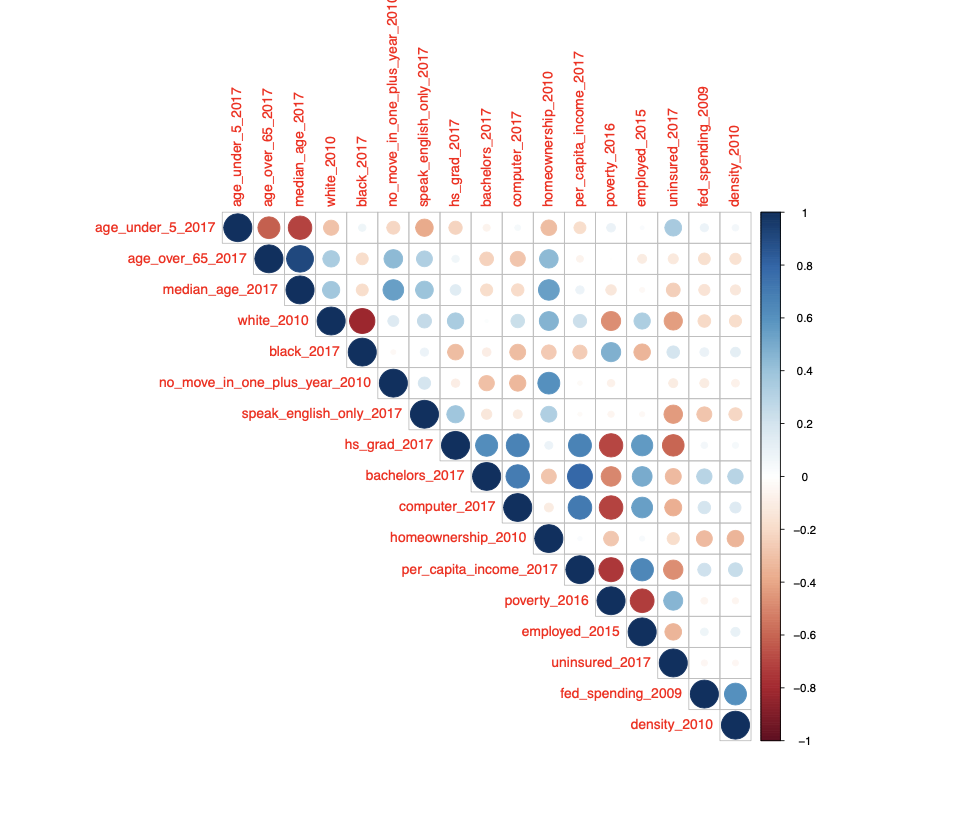 age_under_5_2017
age_over_65_2017
median_age_2017
white_2010
black_2017
no_move_in_one_plus_year_2010
speak_english_only_2017
hs_grad_2017
bachelors_2017
computer_2017
homeownership_2010
per_capita_income_2017
poverty_2016
employed_2015
uninsured_2017
fed_spending_2009
density_2010
age_under_5_2017
age_over_65_2017
median_age_2017
white_2010
black_2017
no_move_in_one_plus_year_2010
speak_english_only_2017
hs_grad_2017
bachelors_2017
computer_2017
homeownership_2010
per_capita_income_2017
poverty_2016
employed_2015
uninsured_2017
fed_spending_2009
density_2010
1
0.8
0.6
0.4
0.2
0
−0.2
−0.4
−0.6
−0.8
−1